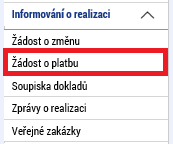 Informování o realizaci
Žádost o změnu
Žádost o platbu
Soupiska dokladů
Zprávy o realizaci
Veřejné zakázky